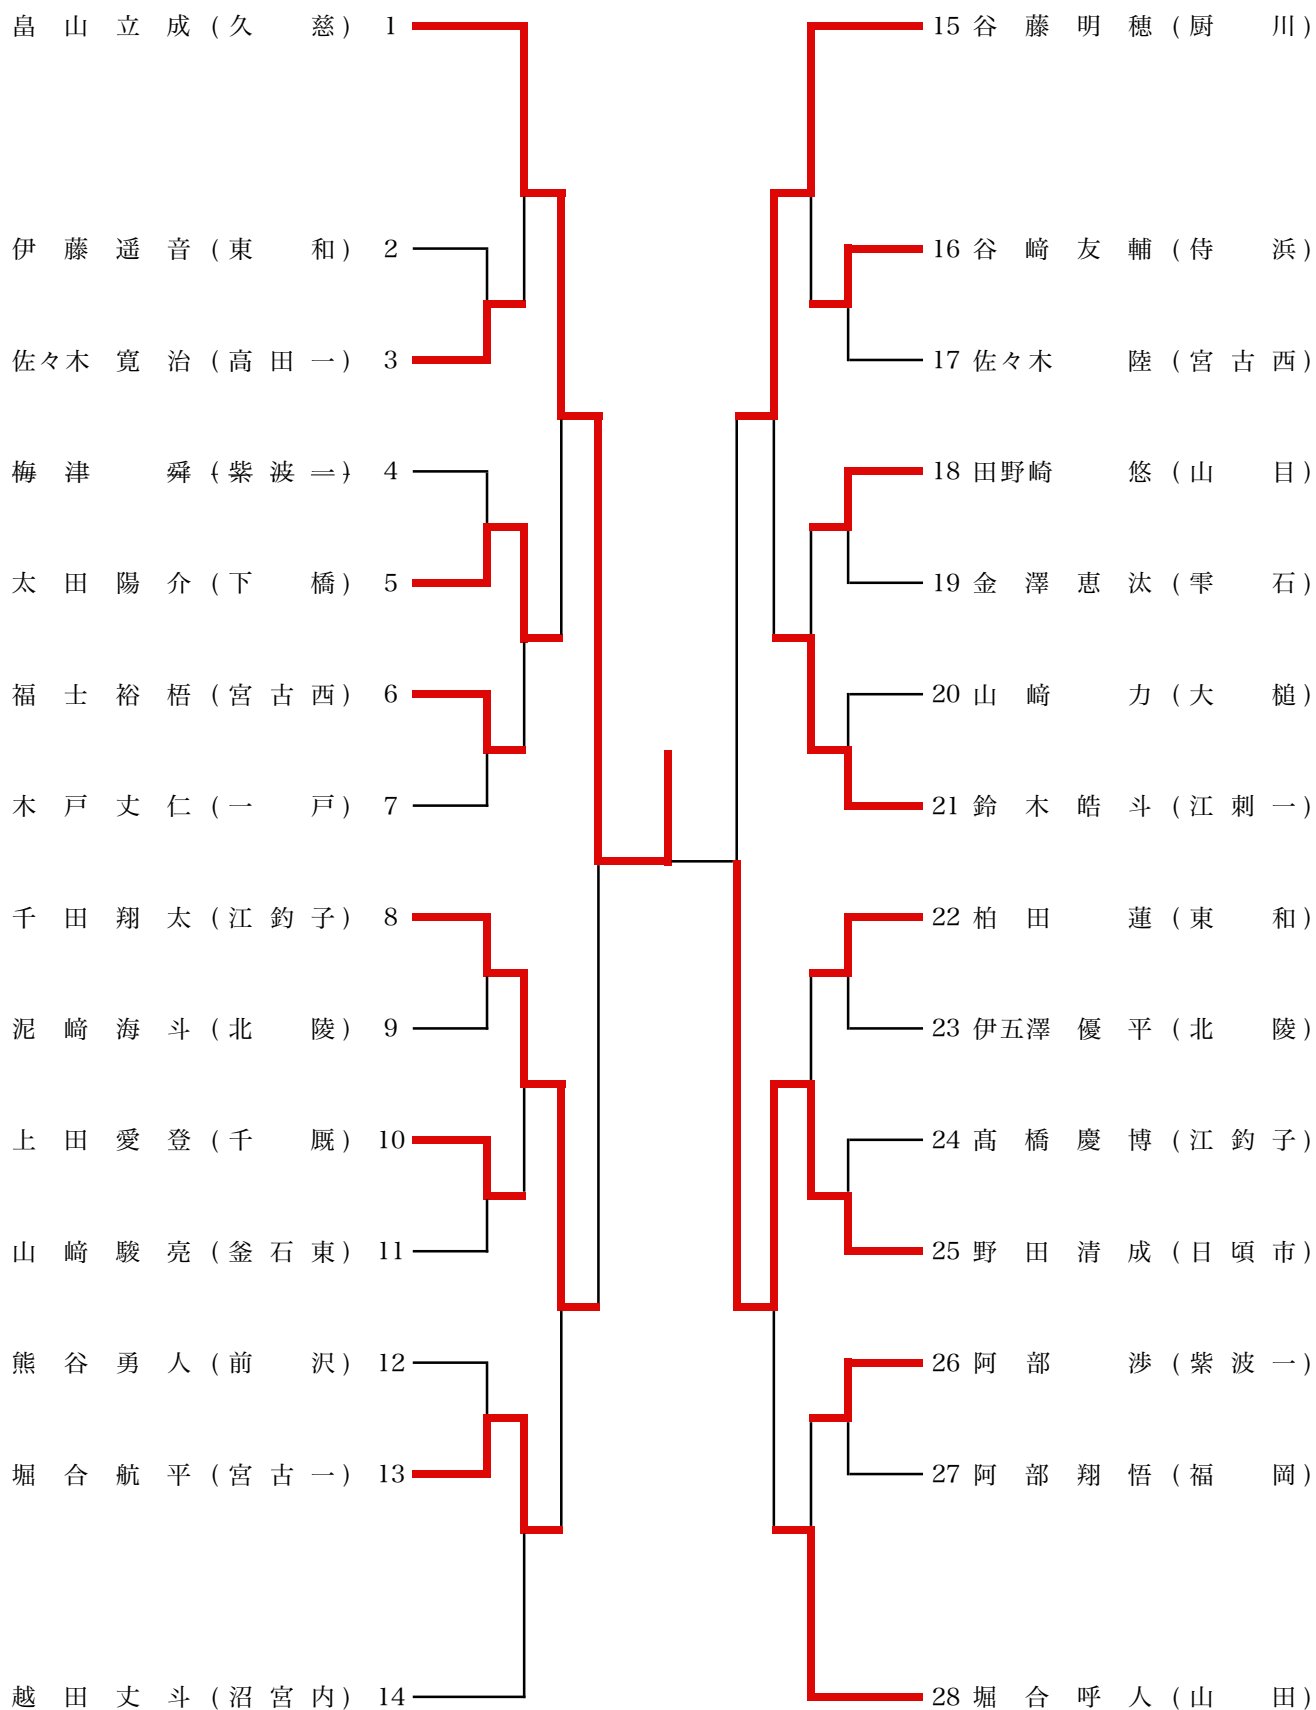 畠山立成(久慈) 1
伊藤遥音(東和) 2
佐々木寛治(高田一) 3
梅津舜(紫波一) 4
太田陽介(下橋) 5
福士裕梧(宮古西) 6
木戸丈仁(一戸) 7
千田翔太(江釣子) 8
泥﨑海斗(北陵) 9
上田愛登(千厩) 10
山﨑駿亮(釜石東) 11
熊谷勇人(前沢) 12
堀合航平(宮古一) 13
越田丈斗(沼宮内) 14
15 谷藤明穂(厨川)
16 谷﨑友輔(侍浜)
17 佐々木陸(宮古西)
18 田野崎悠(山目)
19 金澤恵汰(雫石)
20 山﨑力(大槌)
21 鈴木皓斗(江刺一)
22 柏田蓮(東和)
23 伊五澤優平(北陵)
24 髙橋慶博(江釣子)
25 野田清成(日頃市)
26 阿部渉(紫波一)
27 阿部翔悟(福岡)
28 堀合呼人(山田)